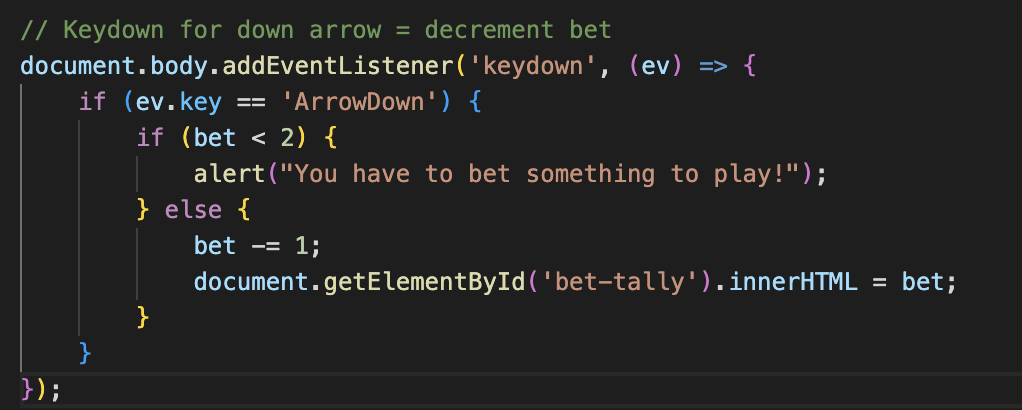 // Keydown for down arrow = decrement bet
document.body.addEventListener('keydown', (ev) => {
    if (ev.key == 'ArrowDown') {
        if (bet < 2) {
            alert("You have to bet something to play!");
        } else {
            bet -= 1;
            document.getElementById('bet-tally').innerHTML = bet;
        }
    }
});